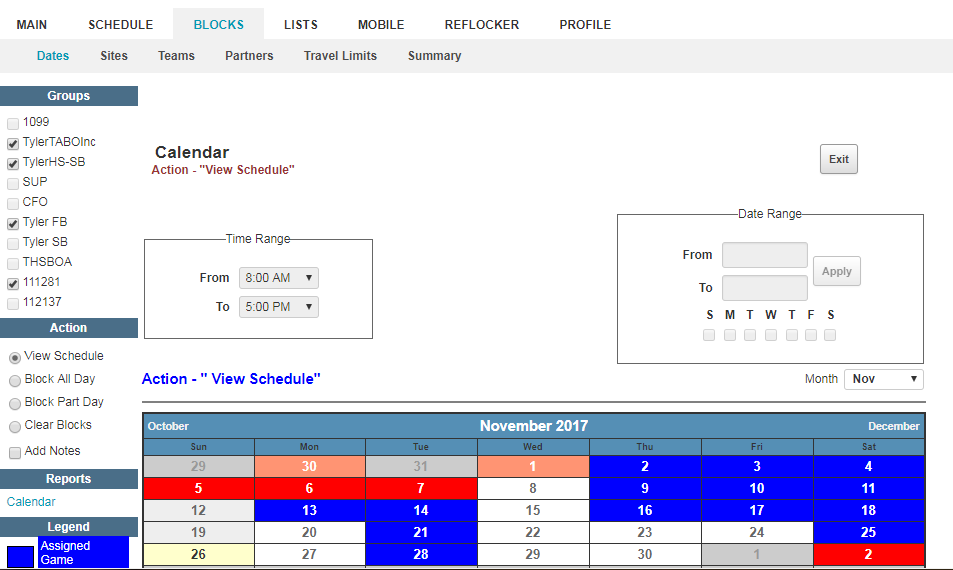 MAIN SCHEDULE BLOCKS LISTS MOBILE REFLOCKER PROFILE
Dates Sites Teams Partners Travel Limits Summary
Groups
1099
TylerTABOInc
TylerHS-SB
SUP
CFO
Tyler FB
Tyler SB
THSBOA
111281
112137
Action
View Schedule
Block All Day
Block Part Day
Clear Blocks
Add Notes
Reports
Calendar
Legend
Assigned
Game
Calendar
Action - "View Schedule"
Exit
Time Range
From 8:00 AM
To 5:00 PM
Date Range
From
To
Apply
S M T W T F S
Action - " View Schedule"
Month Nov
October November 2017 December
Sun Mon Tue Wed Thu Fri Sat
29 30 31 1 2 3 4
5 6 7 8 9 10 11
12 13 14 15 16 17 18
19 20 21 22 23 24 25
26 27 28 29 30 1 2